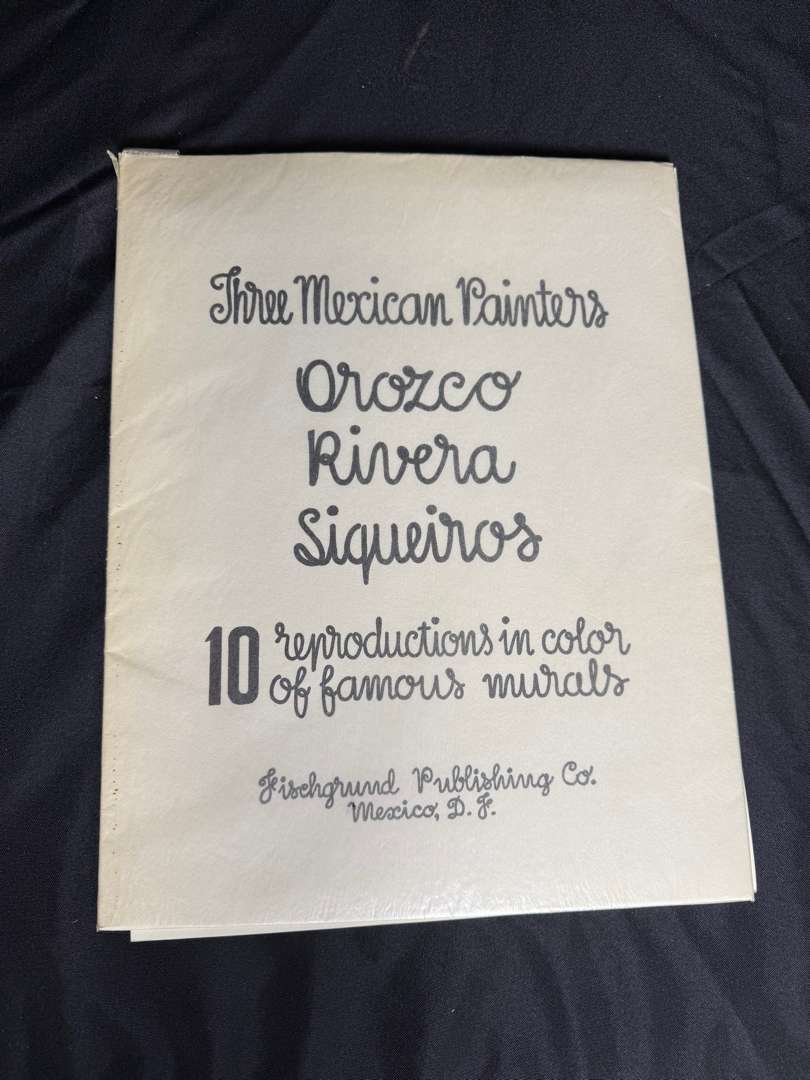 Three Mexican Painters
Orozco
Rivera
Siqueiros
10 reproductions in color
of famous murals
Fischgrund Publishing Co.
Mexico, D. F.